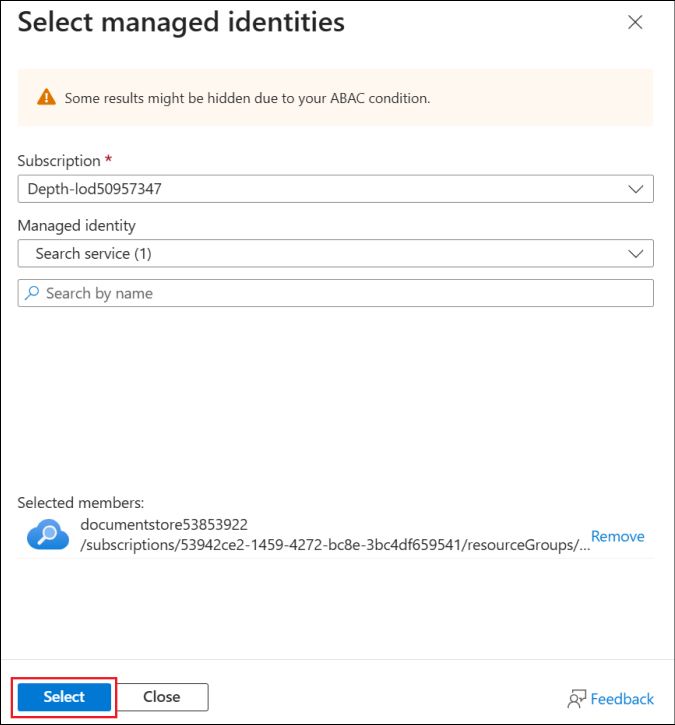 Select managed identities
Some results might be hidden due to your ABAC condition.
Subscription *
Depth-lod50957347
Managed identity
Search service (1)
Search by name
Selected members:
documentstore53853922
/subscriptions/53942ce2-1459-4272-bc8e-3bc4df659541/resourceGroups/...
Remove
Select
Close
Feedback